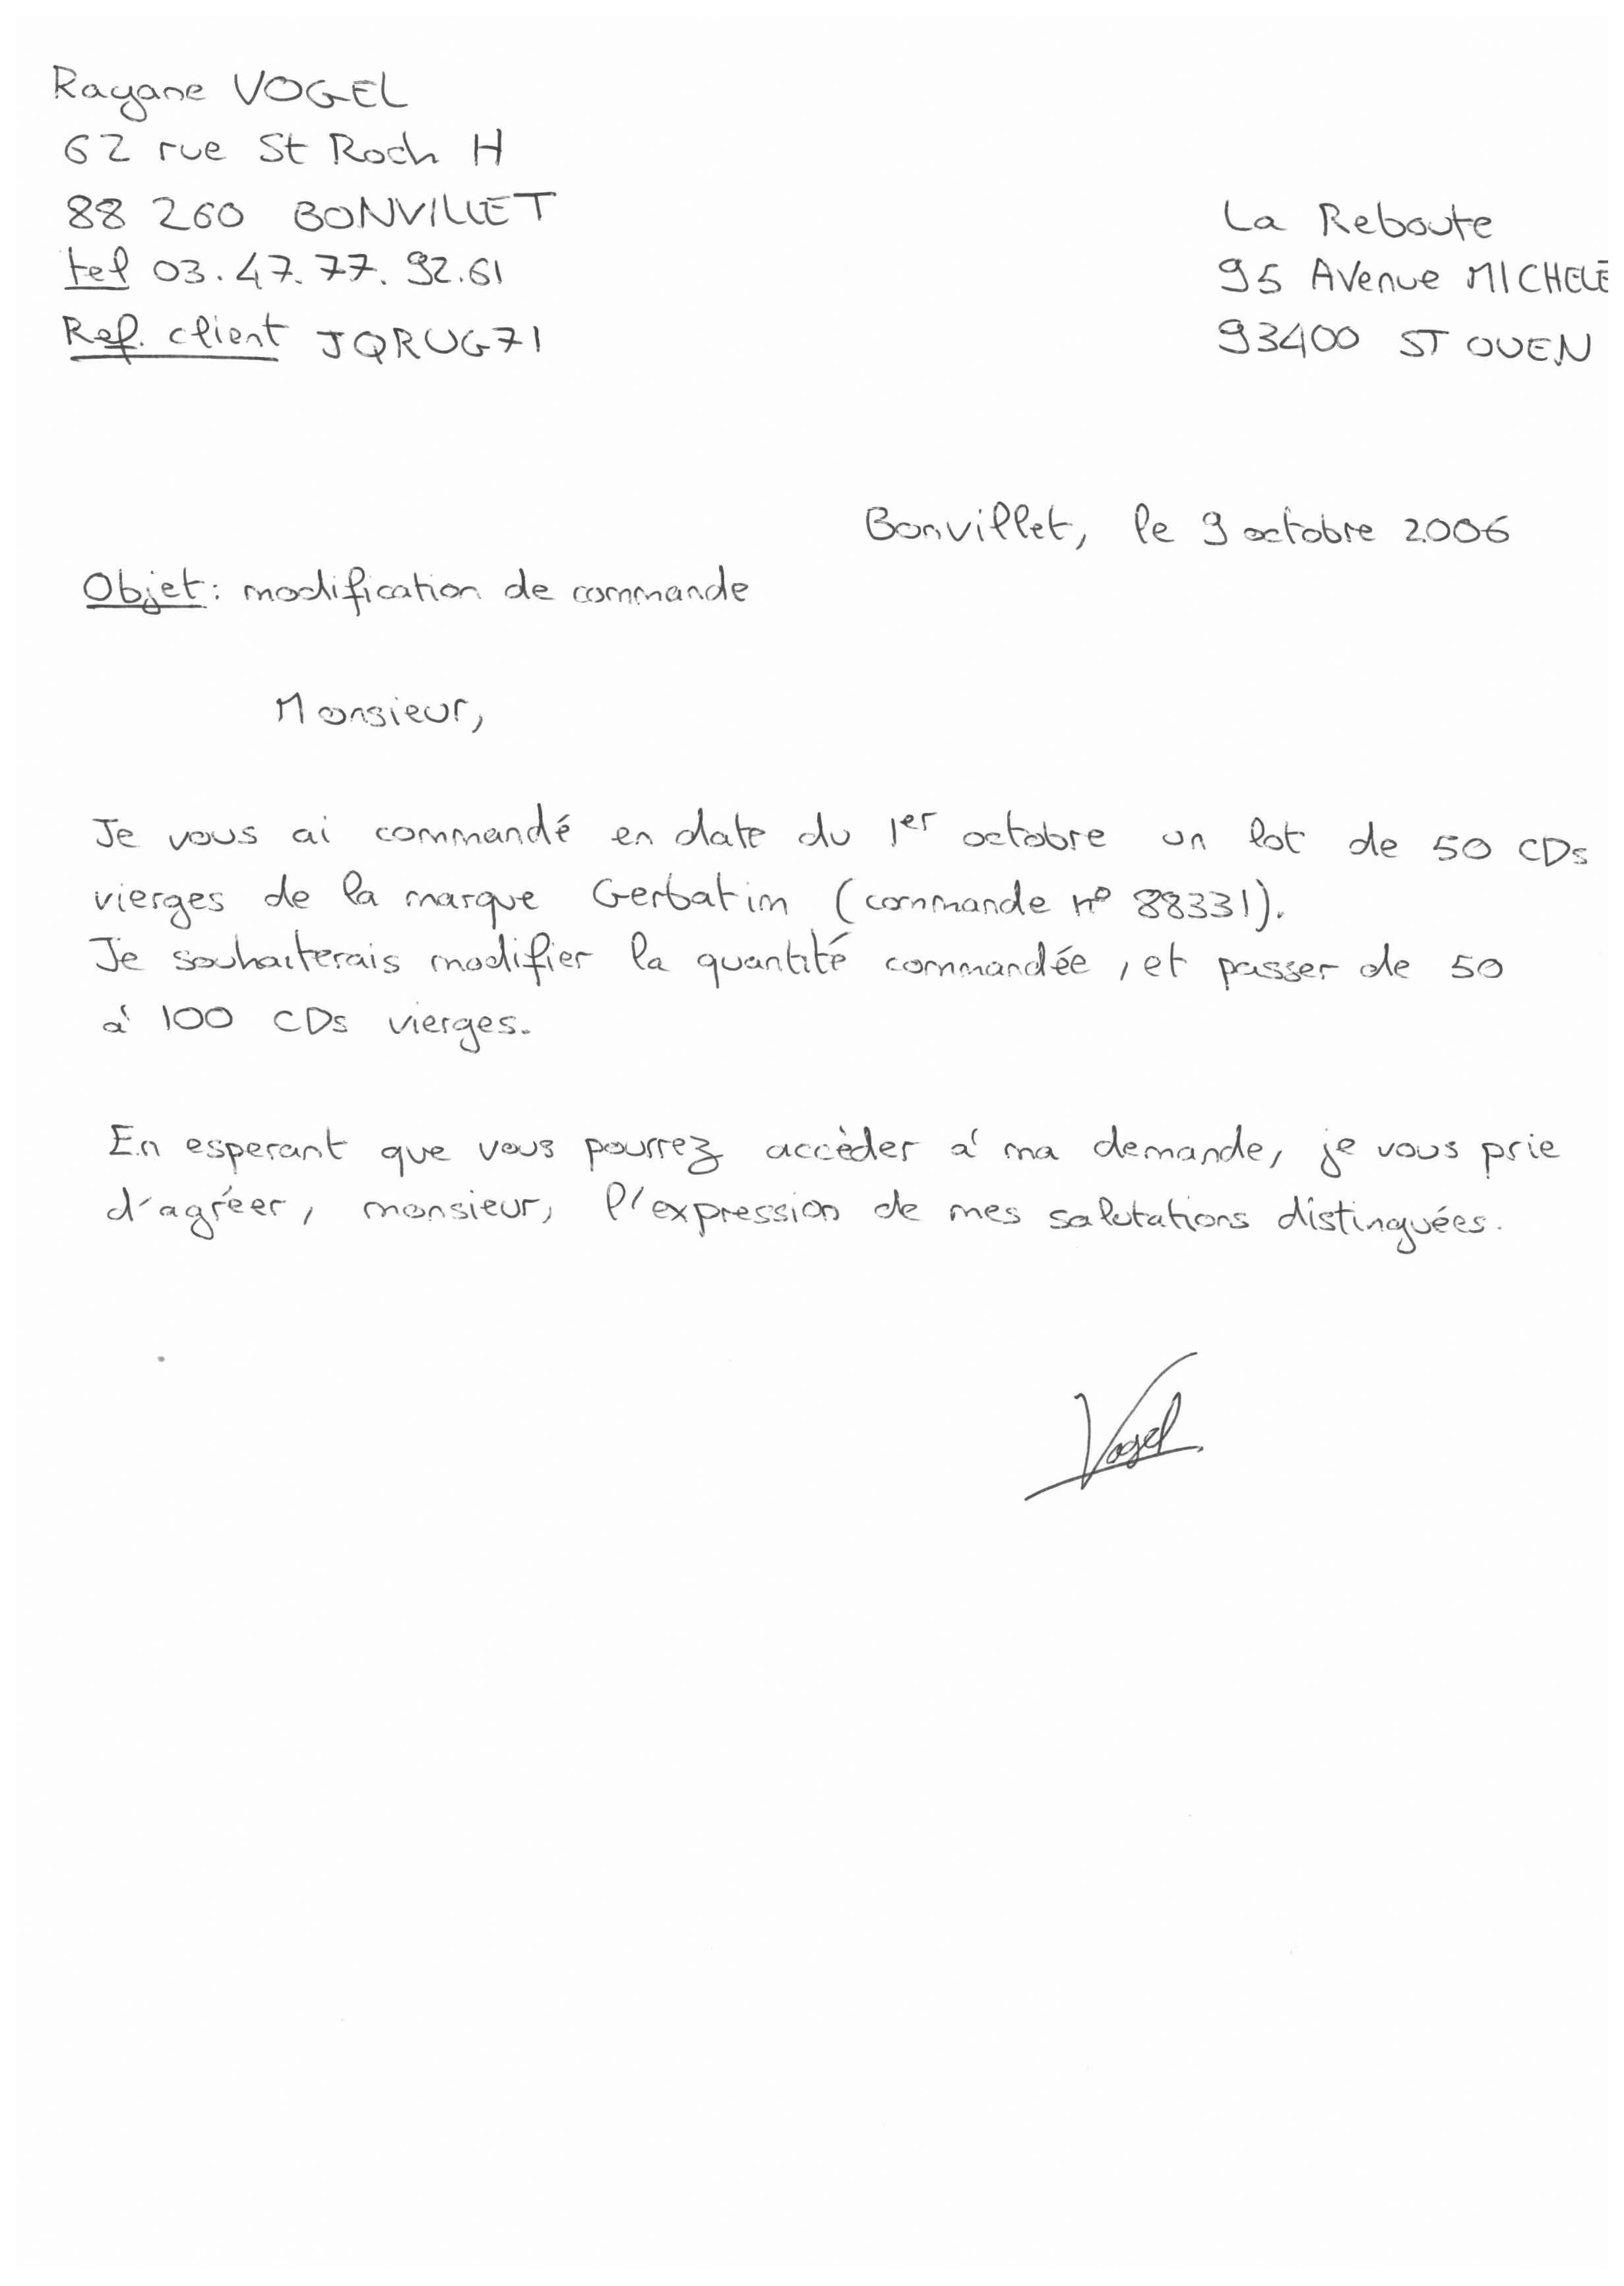 Rayane VOGEL
62 rue St Roch H
88 260 BONVILLET
tel 03.47.77.92.61
Ref. client JQRUG71
La Reboute
95 Avenue MICHELE
93400 ST OUEN
Bonvillet, le 9 octobre 2006
Objet: modification de commande
Monsieur,
Je vous ai commandé en date du 1er octobre un lot de 50 CDs
vierges de la marque Gerbatim (commande n° 88331).
Je souhaiterais modifier la quantité commandée, et passer de 50
à 100 CDs vierges.
En esperant que vous pourrez accèder à ma demande, je vous prie
d'agréer, monsieur, l'expression de mes salutations distinguées.
Vogel